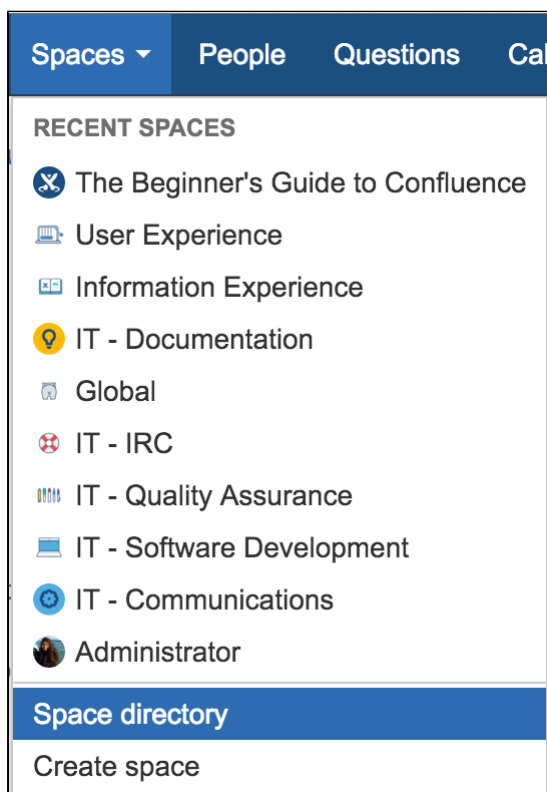 Spaces People Questions
RECENT SPACES
The Beginner's Guide to Confluence
User Experience
Information Experience
IT - Documentation
Global
IT - IRC
IT - Quality Assurance
IT - Software Development
IT - Communications
Administrator
Space directory
Create space